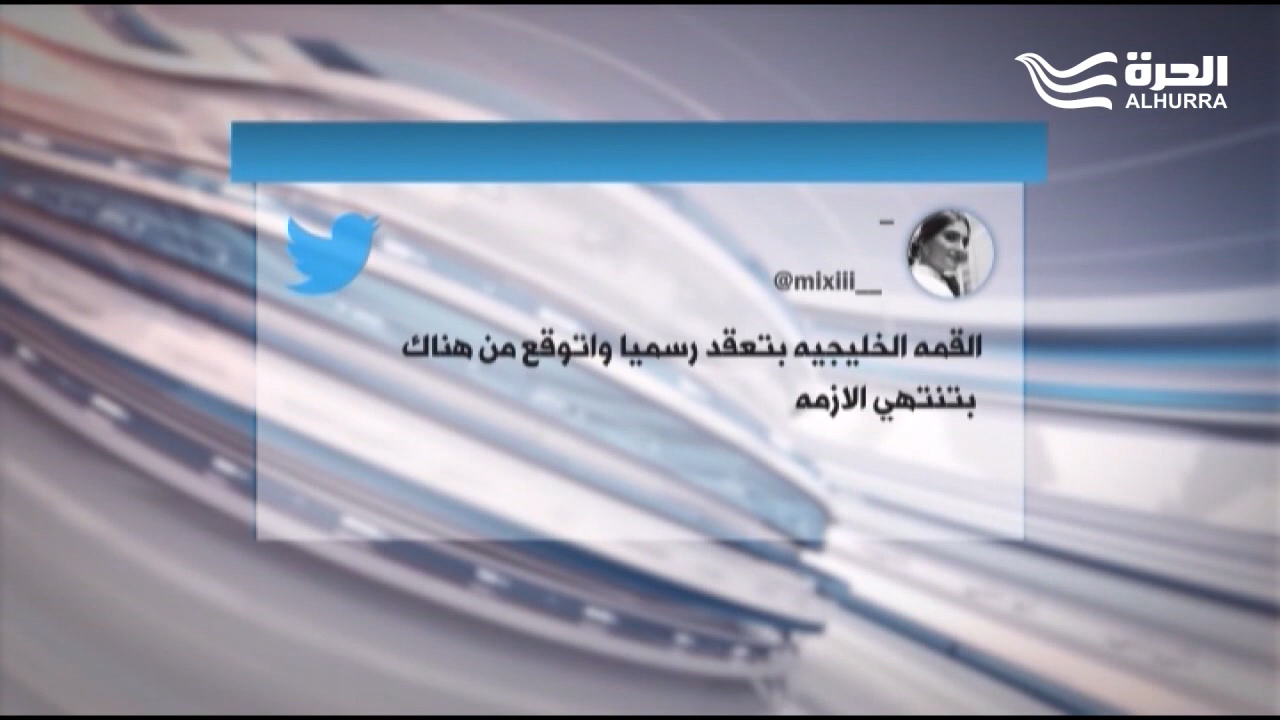 الحرة
ALHURRA
_
@mixiii__
القمه الخليجيه بتعقد رسميا واتوقع من هناك
بتنتهي الازمه